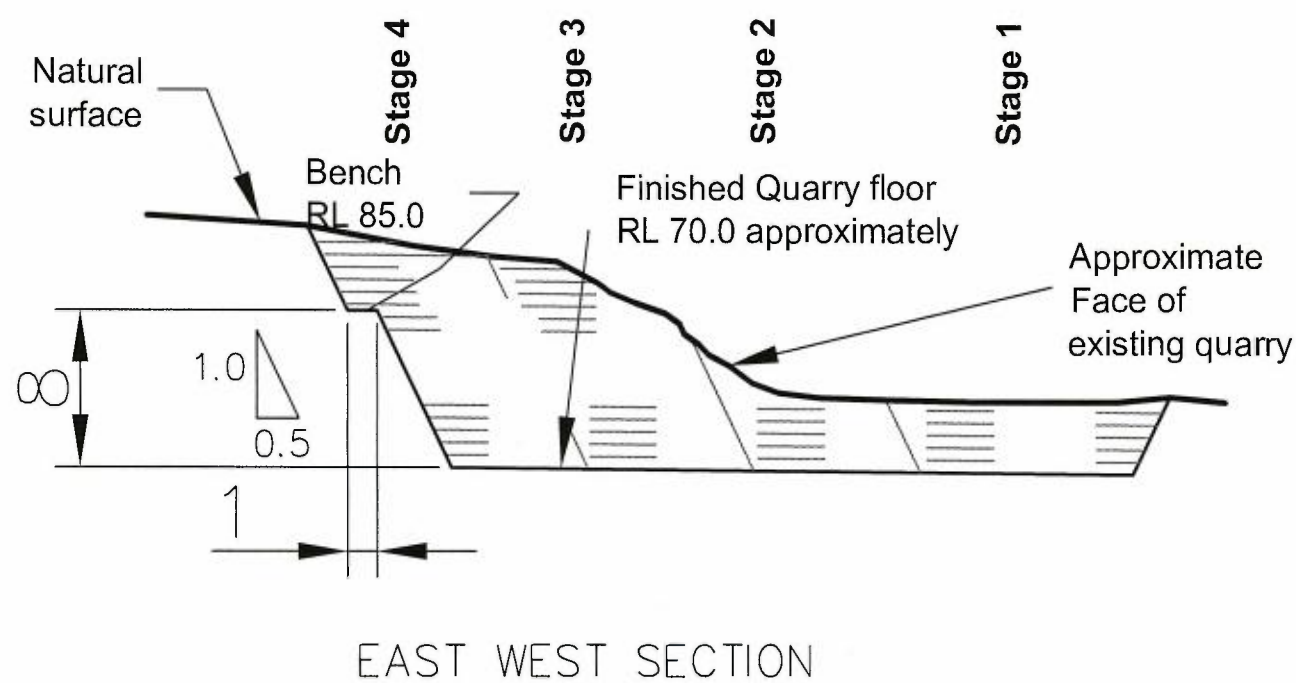 Stage 4
Stage 3
Stage 2
Stage 1
Natural
surface
Bench
RL 85.0
Finished Quarry floor
RL 70.0 approximately
Approximate
Face of
existing quarry
8
1.0
0.5
1
EAST WEST SECTION